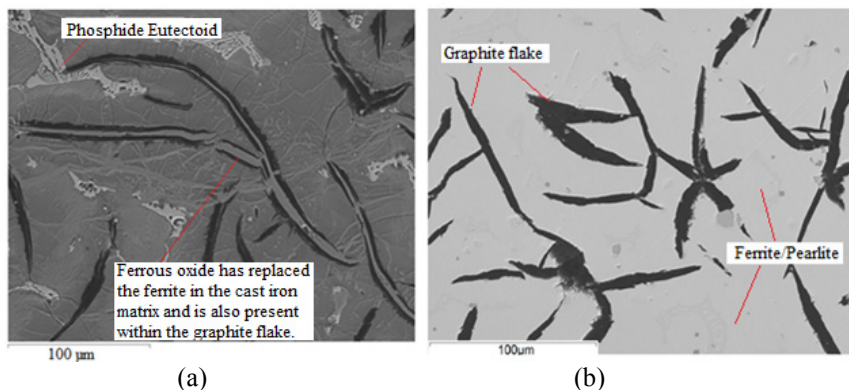 Phosphide Eutectoid
Ferrous oxide has replaced
the ferrite in the cast iron
matrix and is also present
within the graphite flake.
100 µm
(a)
Graphite flake
Ferrite/Pearlite
100µm
(b)